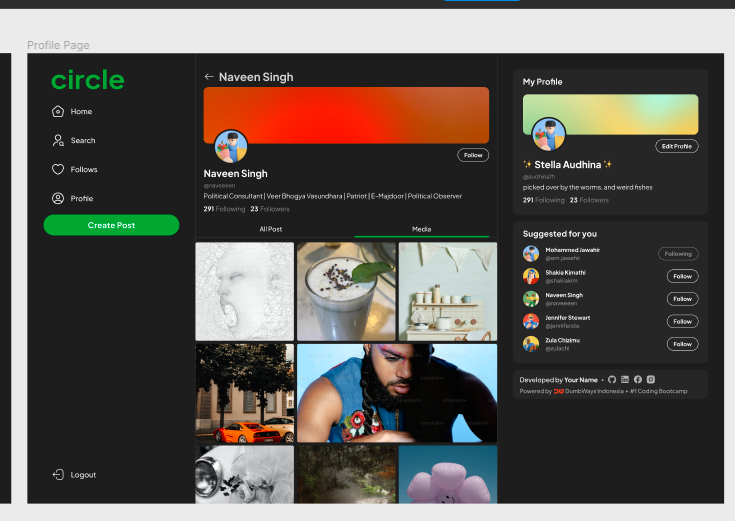 Profile Page
circle
Home
Search
Follows
Profile
Create Post
Logout
Naveen Singh
Follow
Naveen Singh
@naveeeen
Political Consultant | Veer Bhogya Vasundhara | Patriot | E-Majdoor | Political Observer
291 Following 23 Followers
All Post
Media
My Profile
Edit Profile
✨ Stella Audhina ✨
@audhinafh
picked over by the worms, and weird fishes
291 Following 23 Followers
Suggested for you
Mohammed Jawahir
@em.jawahir
Following
Shakia Kimathi
@shakiakim
Follow
Naveen Singh
@naveeeen
Follow
Jennifer Stewart
@jenniferste
Follow
Zula Chizimu
@zulachi
Follow
Developed by Your Name •
Powered by DumbWays Indonesia • #1 Coding Bootcamp